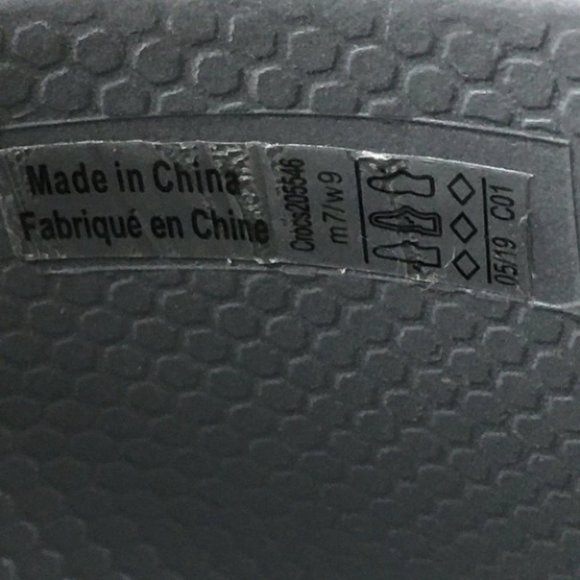 Made in China
Fabriqué en Chine
Crocs205546
m7/w9
05/19 C01